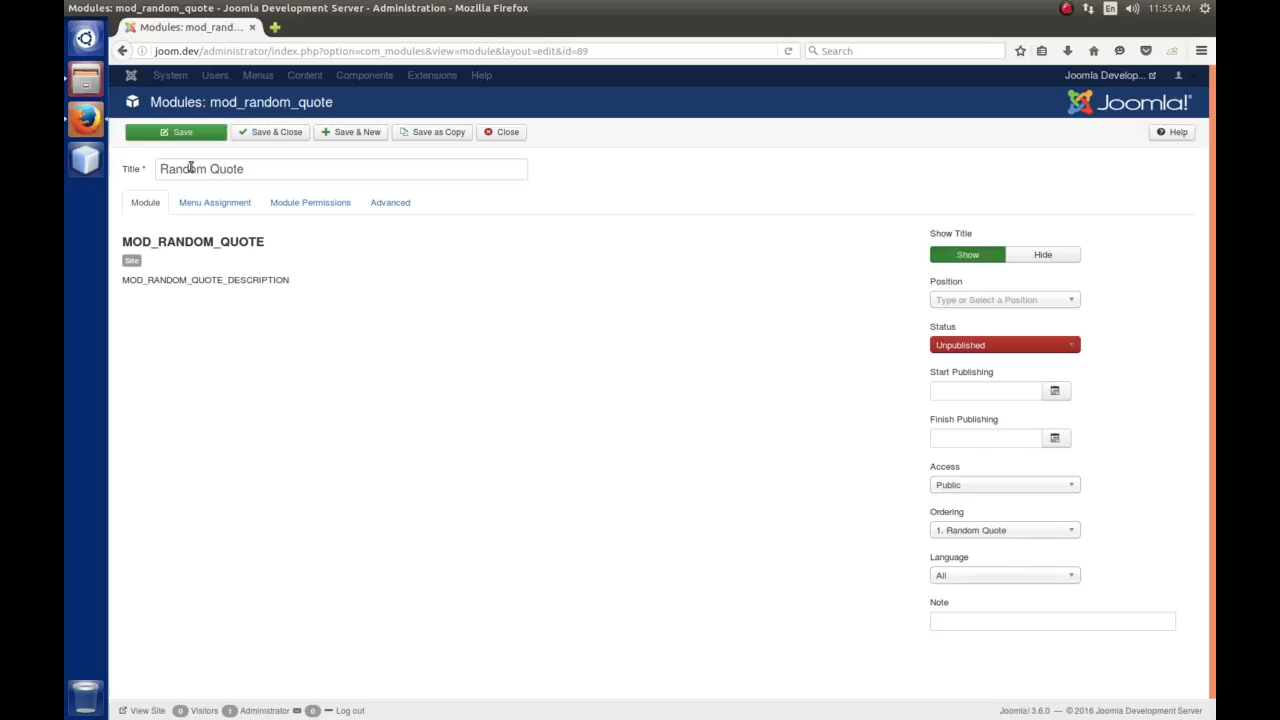 Modules: mod_random_quote - Joomla Development Server - Administration - Mozilla Firefox
En
11:55 AM
Modules: mod_rand...
joom.dev/administrator/index.php?option=com_modules&view=module&layout=edit&id=89
Search
System Users Menus Content Components Extensions Help
Joomla Develop...
Modules: mod_random_quote
Joomla!
Save
Save & Close
Save & New
Save as Copy
Close
Help
Title *
Random Quote
Module
Menu Assignment
Module Permissions
Advanced
MOD_RANDOM_QUOTE
Site
MOD_RANDOM_QUOTE_DESCRIPTION
Show Title
Show Hide
Position
Type or Select a Position
Status
Unpublished
Start Publishing
Finish Publishing
Access
Public
Ordering
1. Random Quote
Language
All
Note
View Site 0 Visitors 1 Administrator 0 Log out
Joomla! 3.6.0 — © 2016 Joomla Development Server